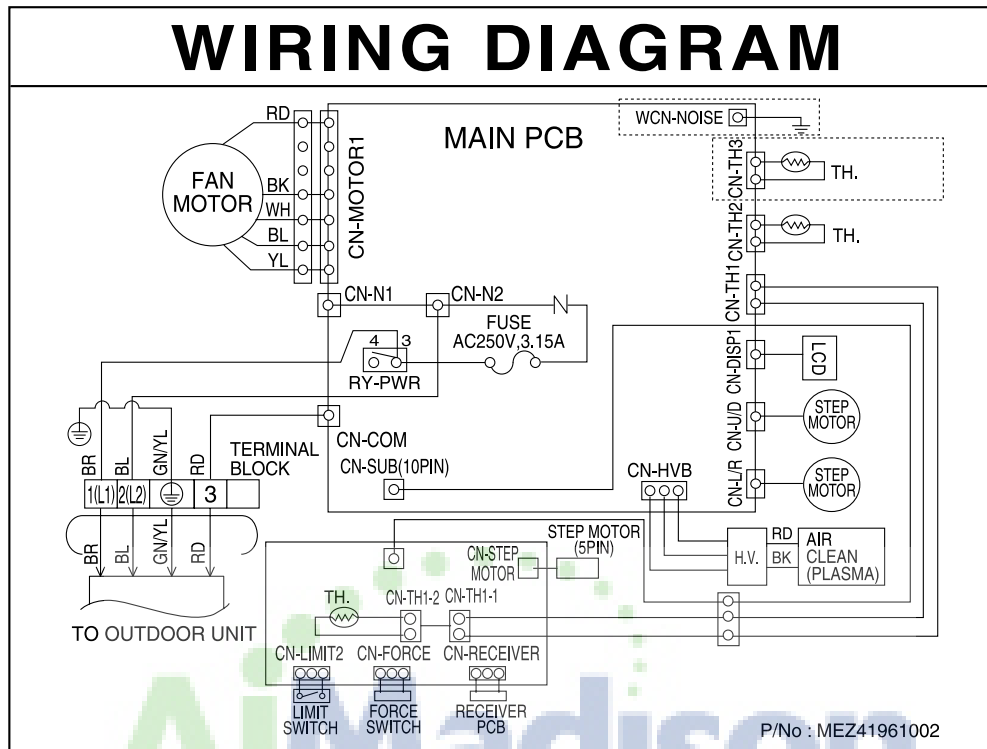 WIRING DIAGRAM
MAIN PCB
WCN-NOISE
RD
FAN
MOTOR
BK
WH
BL
YL
CN-MOTOR1
CN-TH3
TH.
CN-TH2
TH.
CN-TH1
CN-N1
CN-N2
N
FUSE
AC250V,3.15A
4 3
RY-PWR
CN-DISP1
LCD
CN-U/D
STEP
MOTOR
CN-L/R
STEP
MOTOR
CN-COM
CN-SUB(10PIN)
TERMINAL
BLOCK
BR
BL
GN/YL
RD
1(L1)
2(L2)
3
BR
BL
GN/YL
RD
TO OUTDOOR UNIT
CN-HVB
H.V.
RD
BK
AIR
CLEAN
(PLASMA)
STEP MOTOR
(5PIN)
CN-STEP
MOTOR
TH.
CN-TH1-2
CN-TH1-1
CN-LIMIT2
CN-FORCE
CN-RECEIVER
LIMIT
SWITCH
FORCE
SWITCH
RECEIVER
PCB
P/No : MEZ41961002
AjMadison